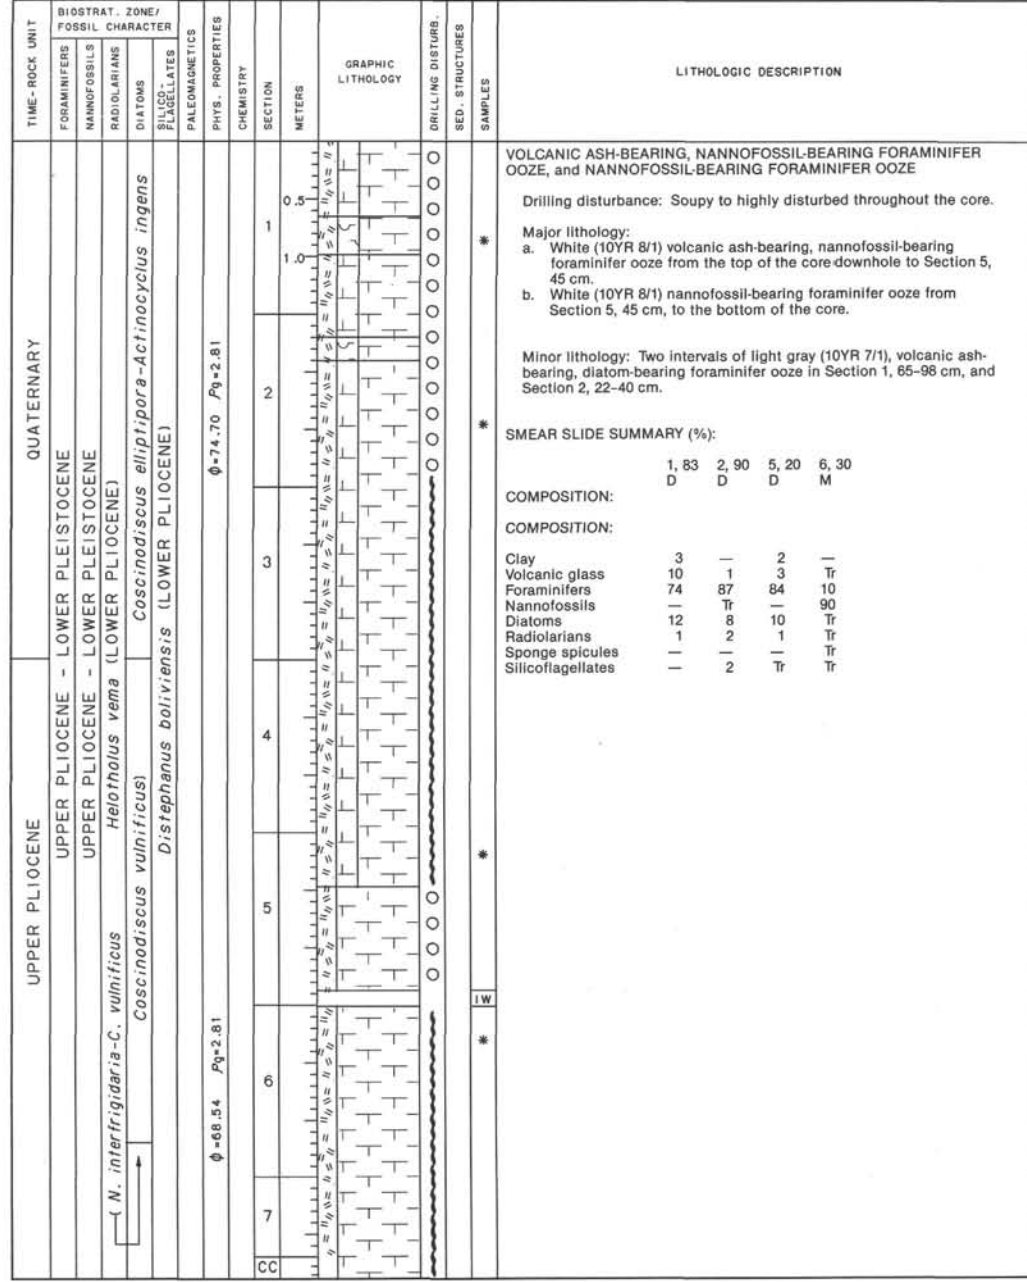 TIME-ROCK UNIT
BIOSTRAT. ZONE/
FOSSIL CHARACTER
FORAMINIFERS
NANNOFOSSILS
RADIOLARIANS
DIATOMS
SILICO-
FLAGELLATES
PALEOMAGNETICS
PHYS. PROPERTIES
CHEMISTRY
SECTION
METERS
GRAPHIC
LITHOLOGY
DRILLING DISTURB.
SED. STRUCTURES
SAMPLES
LITHOLOGIC DESCRIPTION
QUATERNARY
UPPER PLIOCENE
UPPER PLIOCENE - LOWER PLEISTOCENE
UPPER PLIOCENE - LOWER PLEISTOCENE
Helotholus vema (LOWER PLIOCENE)
(N. interfrigidaria-C. vulnificus
Coscinodiscus elliptipora-Actinocyclus ingens
Coscinodiscus vulnificus)
Distephanus boliviensis (LOWER PLIOCENE)
Φ=74.70 Pg=2.81
Φ=68.54 Pg=2.81
1
2
3
4
5
6
7
CC
0.5
1.0
*
*
*
IW
*
VOLCANIC ASH-BEARING, NANNOFOSSIL-BEARING FORAMINIFER
OOZE, and NANNOFOSSIL-BEARING FORAMINIFER OOZE
Drilling disturbance: Soupy to highly disturbed throughout the core.
Major lithology:
a. White (10YR 8/1) volcanic ash-bearing, nannofossil-bearing
foraminifer ooze from the top of the core downhole to Section 5,
45 cm.
b. White (10YR 8/1) nannofossil-bearing foraminifer ooze from
Section 5, 45 cm, to the bottom of the core.
Minor lithology: Two intervals of light gray (10YR 7/1), volcanic ash-
bearing, diatom-bearing foraminifer ooze in Section 1, 65–98 cm, and
Section 2, 22–40 cm.
SMEAR SLIDE SUMMARY (%):
1, 83 2, 90 5, 20 6, 30
D D D M
COMPOSITION:
COMPOSITION:
Clay 3 — 2 —
Volcanic glass 10 1 3 Tr
Foraminifers 74 87 84 10
Nannofossils — Tr — 90
Diatoms 12 8 10 Tr
Radiolarians 1 2 1 Tr
Sponge spicules — — — Tr
Silicoflagellates — 2 Tr Tr